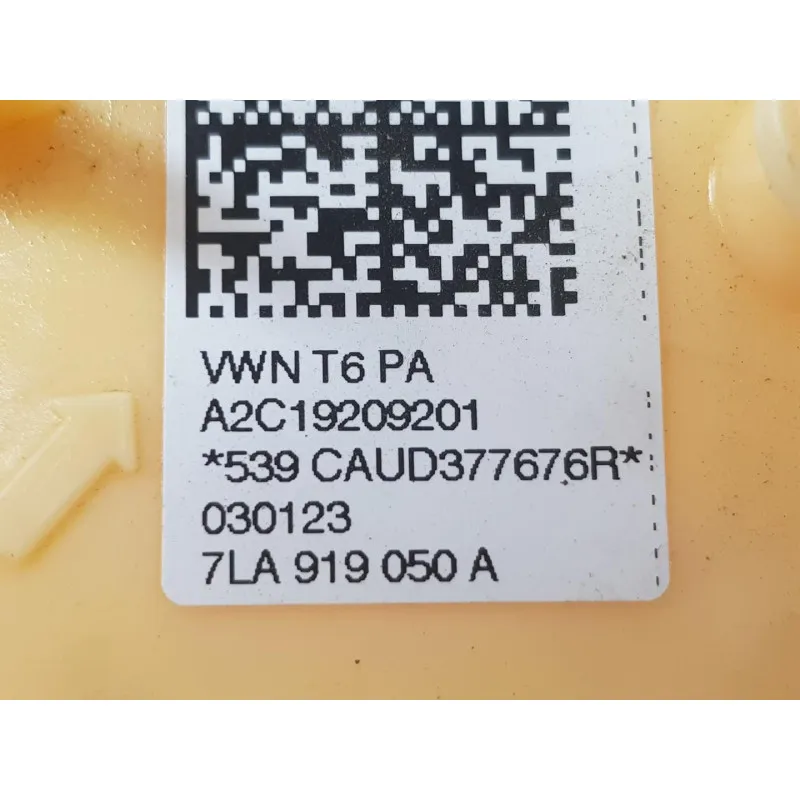 VWN T6 PA
A2C19209201
*539 CAUD377676R*
030123
7LA 919 050 A